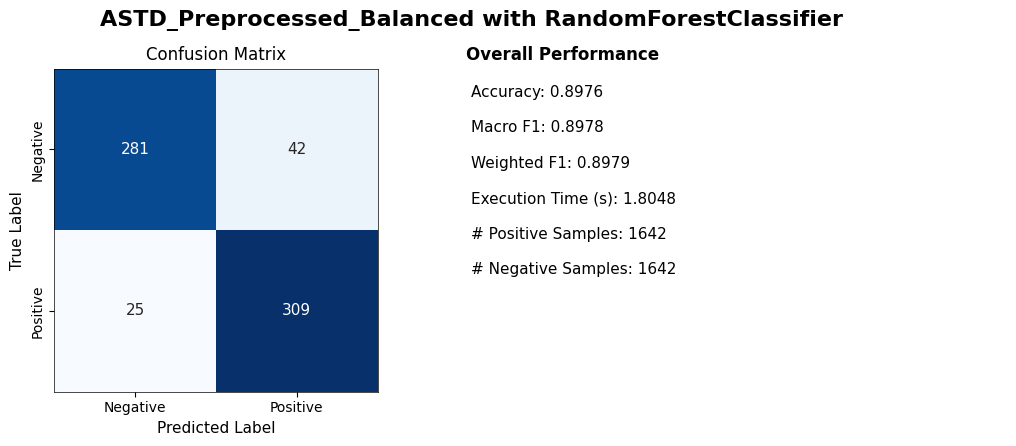 ASTD_Preprocessed_Balanced with RandomForestClassifier
Confusion Matrix
True Label
Negative
Positive
281
42
25
309
Negative
Positive
Predicted Label
Overall Performance
Accuracy: 0.8976
Macro F1: 0.8978
Weighted F1: 0.8979
Execution Time (s): 1.8048
# Positive Samples: 1642
# Negative Samples: 1642